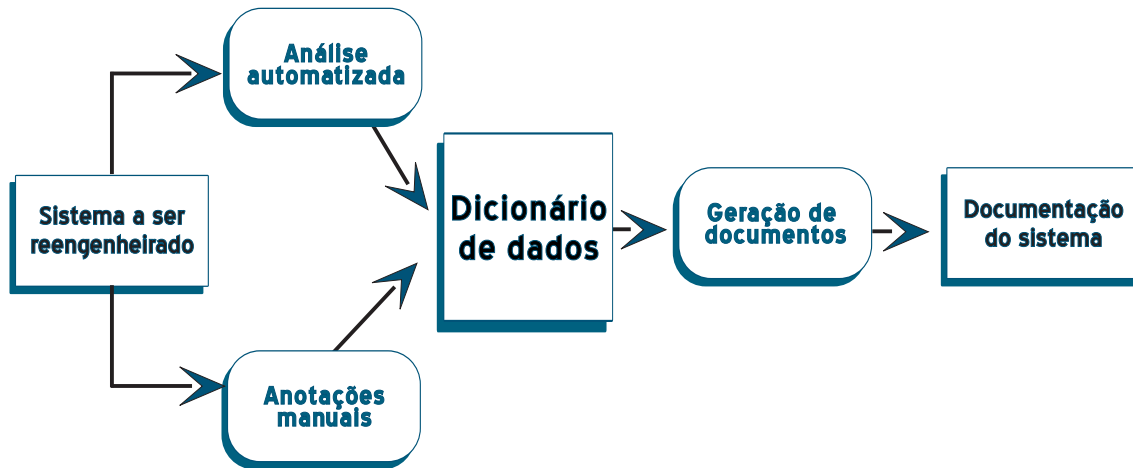 Análise
automatizada
Sistema a ser
reengenheirado
Dicionário
de dados
Geração de
documentos
Documentação
do sistema
Anotações
manuais